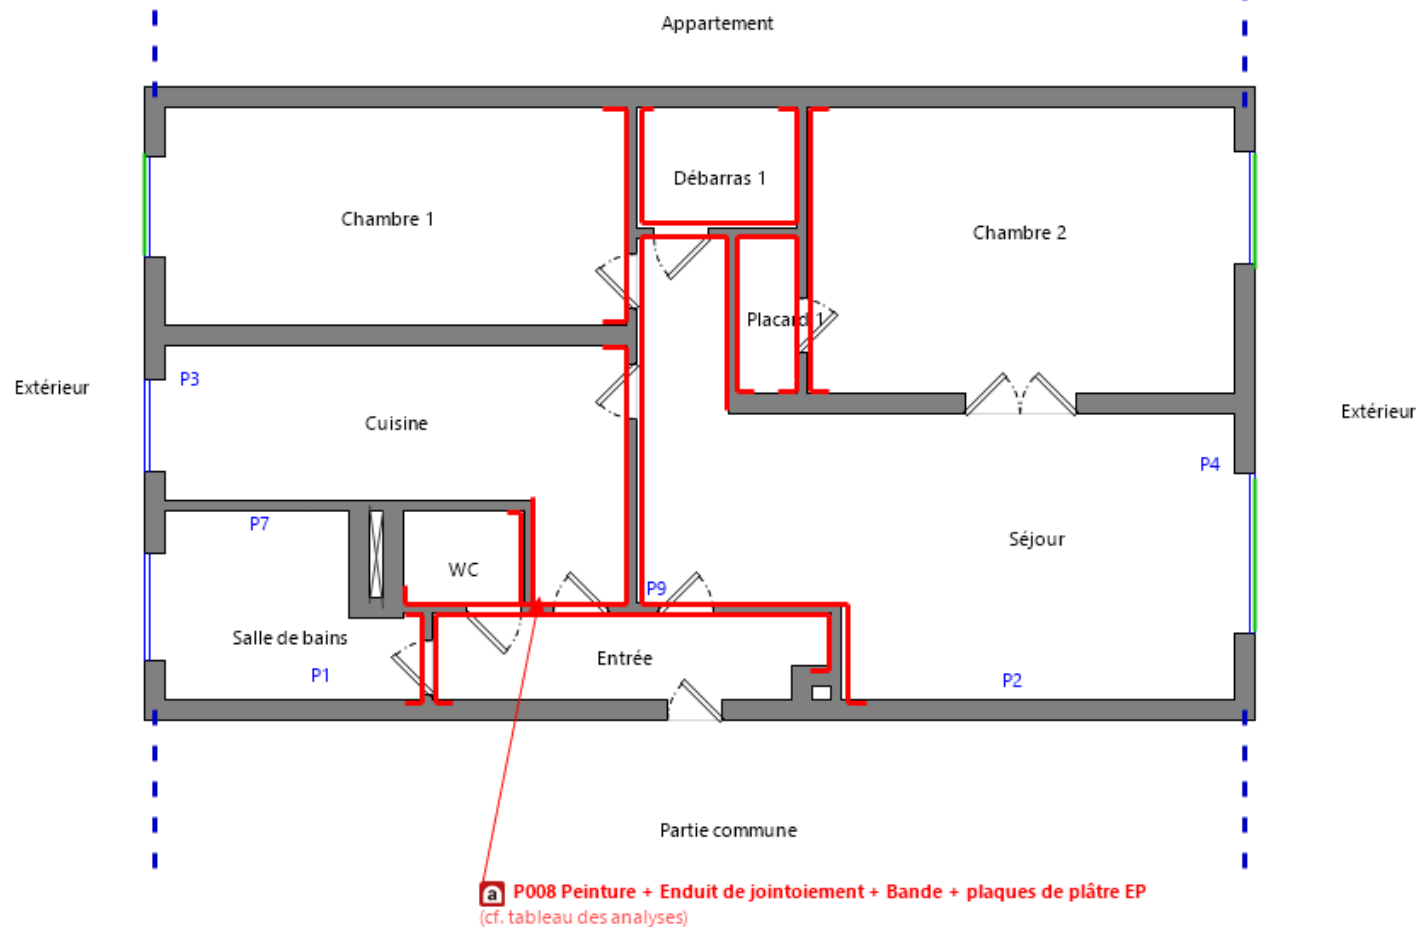 Appartement
Débarras 1
Chambre 1
Chambre 2
Placard 1
P3
Extérieur
Extérieur
Cuisine
P4
P7
Séjour
WC
P9
Salle de bains
Entrée
P1
P2
Partie commune
a P008 Peinture + Enduit de jointoiement + Bande + plaques de plâtre EP
(cf. tableau des analyses)